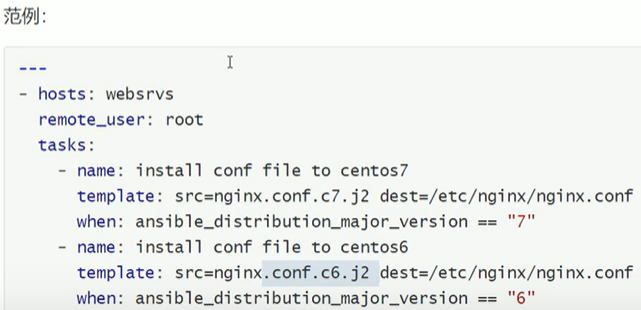 范例：
---
- hosts: websrvs
  remote_user: root
  tasks:
    - name: install conf file to centos7
      template: src=nginx.conf.c7.j2 dest=/etc/nginx/nginx.conf
      when: ansible_distribution_major_version == "7"
    - name: install conf file to centos6
      template: src=nginx.conf.c6.j2 dest=/etc/nginx/nginx.conf
      when: ansible_distribution_major_version == "6"